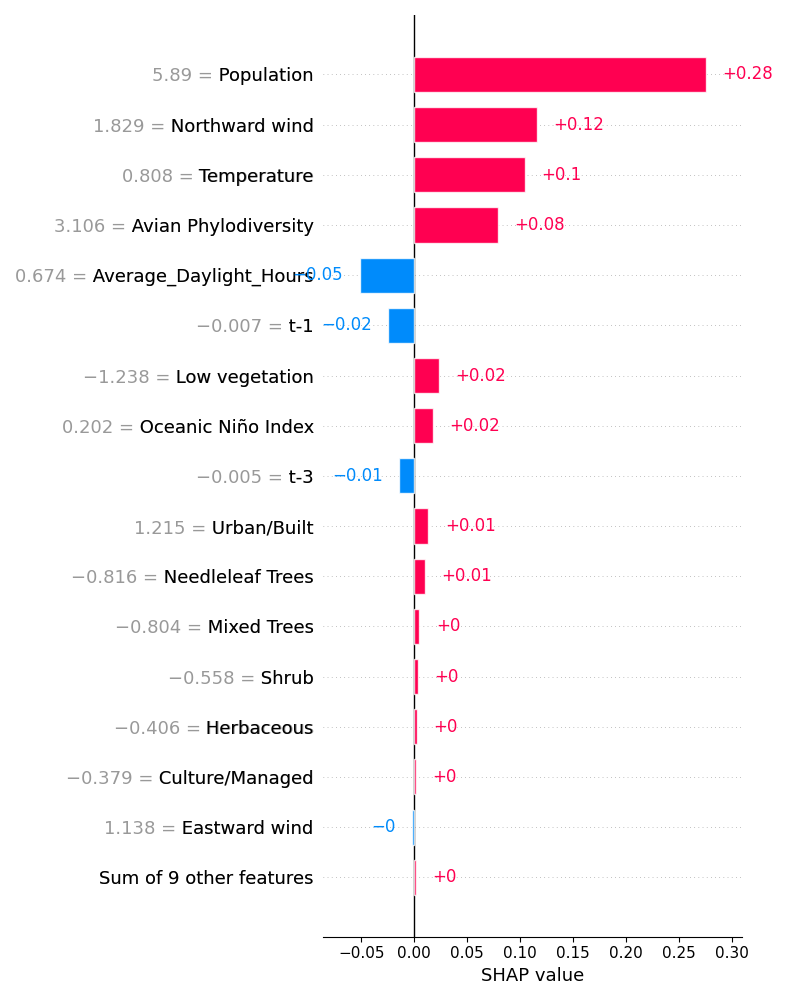 5.89 = Population +0.28
1.829 = Northward wind +0.12
0.808 = Temperature +0.1
3.106 = Avian Phylodiversity +0.08
0.674 = Average_Daylight_Hours −0.05
−0.007 = t-1 −0.02
−1.238 = Low vegetation +0.02
0.202 = Oceanic Niño Index +0.02
−0.005 = t-3 −0.01
1.215 = Urban/Built +0.01
−0.816 = Needleleaf Trees +0.01
−0.804 = Mixed Trees +0
−0.558 = Shrub +0
−0.406 = Herbaceous +0
−0.379 = Culture/Managed +0
1.138 = Eastward wind −0
Sum of 9 other features +0
−0.05 0.00 0.05 0.10 0.15 0.20 0.25 0.30
SHAP value